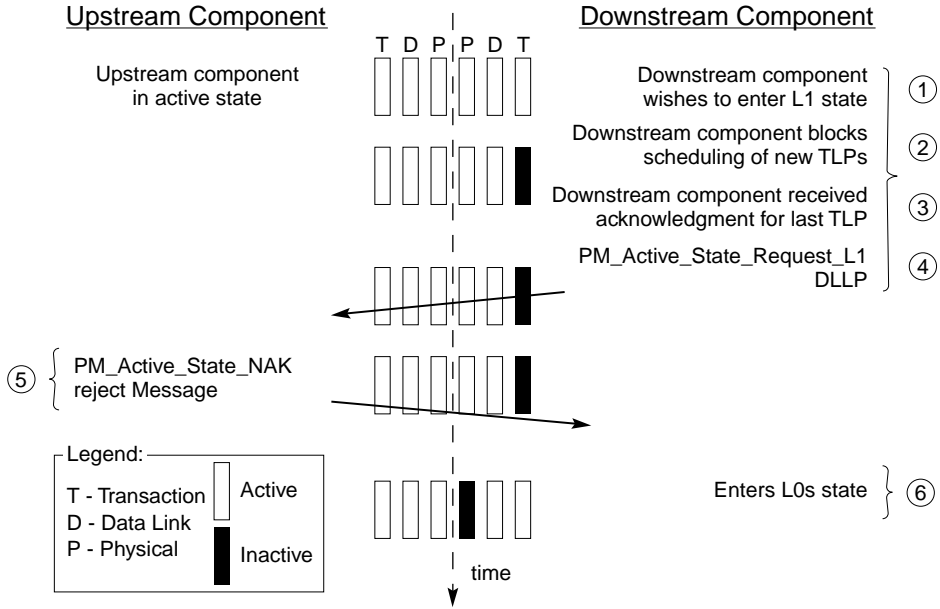 Upstream Component
Downstream Component
T D P P D T
Upstream component
in active state
Downstream component
wishes to enter L1 state
1
Downstream component blocks
scheduling of new TLPs
2
Downstream component received
acknowledgment for last TLP
3
PM_Active_State_Request_L1
DLLP
4
5
PM_Active_State_NAK
reject Message
Legend:
T - Transaction
D - Data Link
P - Physical
Active
Inactive
Enters L0s state
6
time